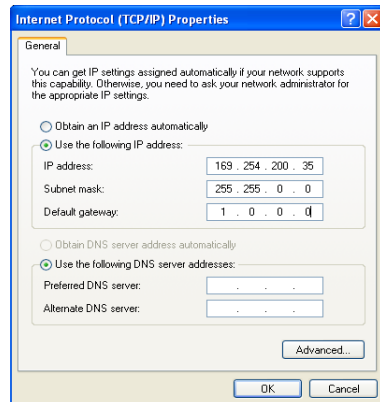 Internet Protocol (TCP/IP) Properties
General
You can get IP settings assigned automatically if your network supports
this capability. Otherwise, you need to ask your network administrator for
the appropriate IP settings.
Obtain an IP address automatically
Use the following IP address:
IP address: 169 . 254 . 200 . 35
Subnet mask: 255 . 255 . 0 . 0
Default gateway: 1 . 0 . 0 . 0
Obtain DNS server address automatically
Use the following DNS server addresses:
Preferred DNS server: . . .
Alternate DNS server: . . .
Advanced...
OK Cancel